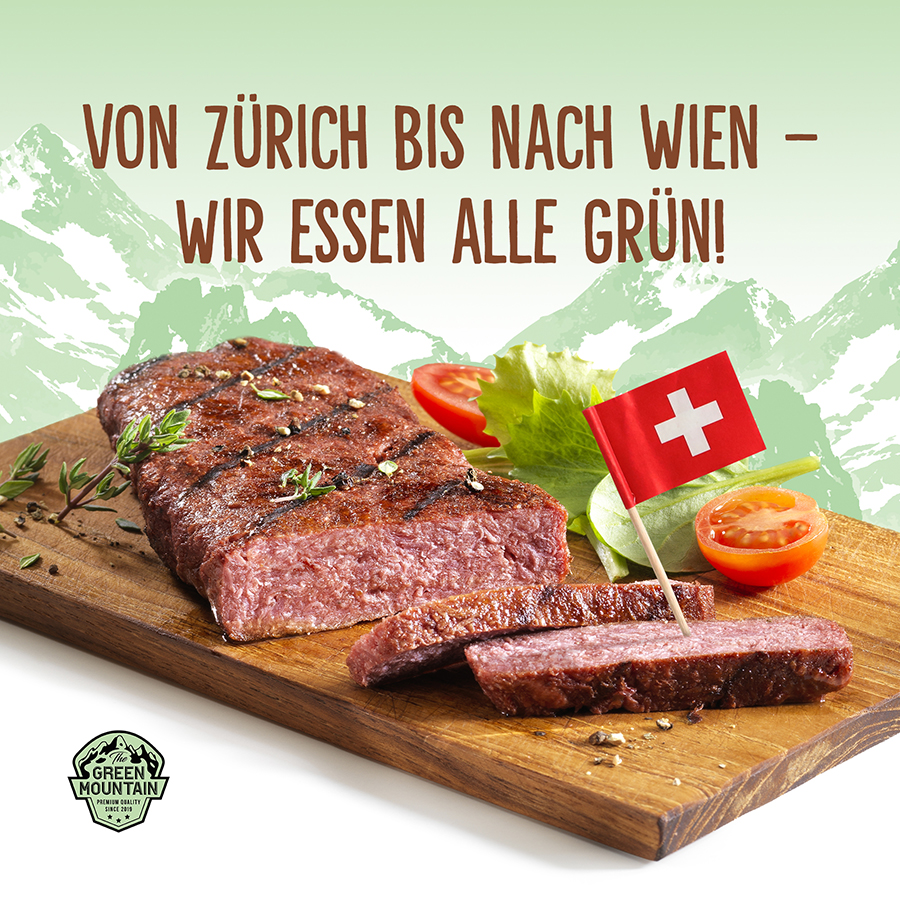 VON ZÜRICH BIS NACH WIEN –
WIR ESSEN ALLE GRÜN!
The
GREEN
MOUNTAIN
PREMIUM QUALITY
SINCE 2019